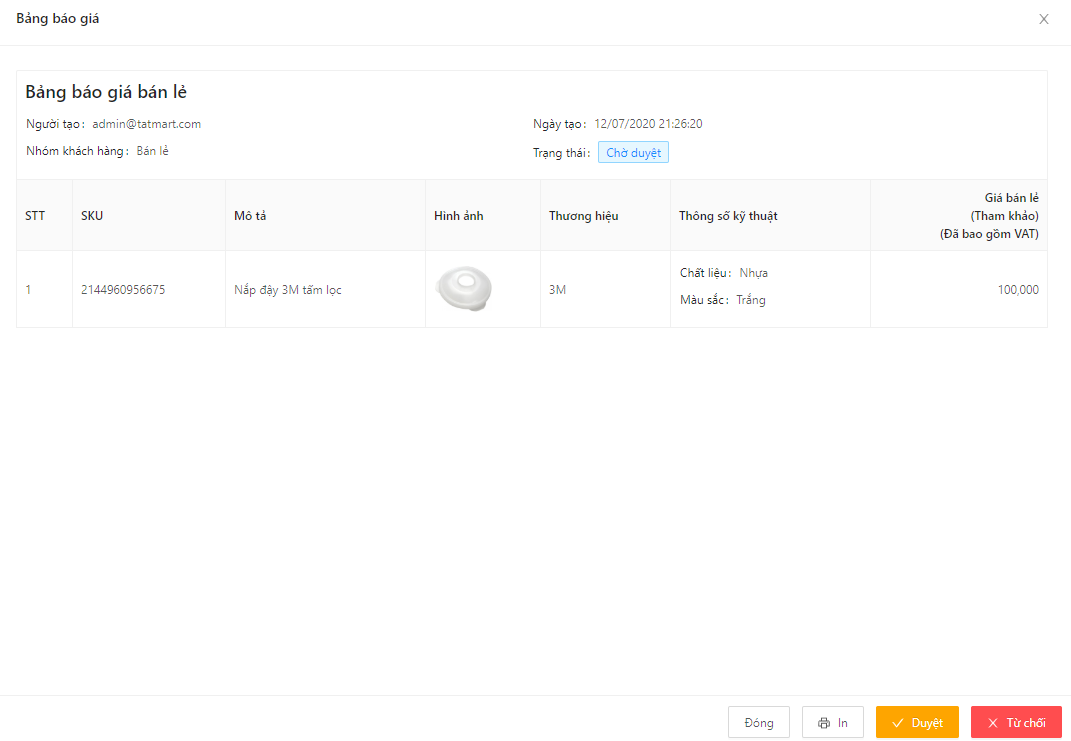 Bảng báo giá
Bảng báo giá bán lẻ
Người tạo: admin@tatmart.com
Ngày tạo: 12/07/2020 21:26:20
Nhóm khách hàng: Bán lẻ
Trạng thái: Chờ duyệt
STT SKU Mô tả Hình ảnh Thương hiệu Thông số kỹ thuật Giá bán lẻ
(Tham khảo)
(Đã bao gồm VAT)
1 2144960956675 Nắp đậy 3M tấm lọc 3M Chất liệu: Nhựa
Màu sắc: Trắng
100,000
Đóng In Duyệt Từ chối